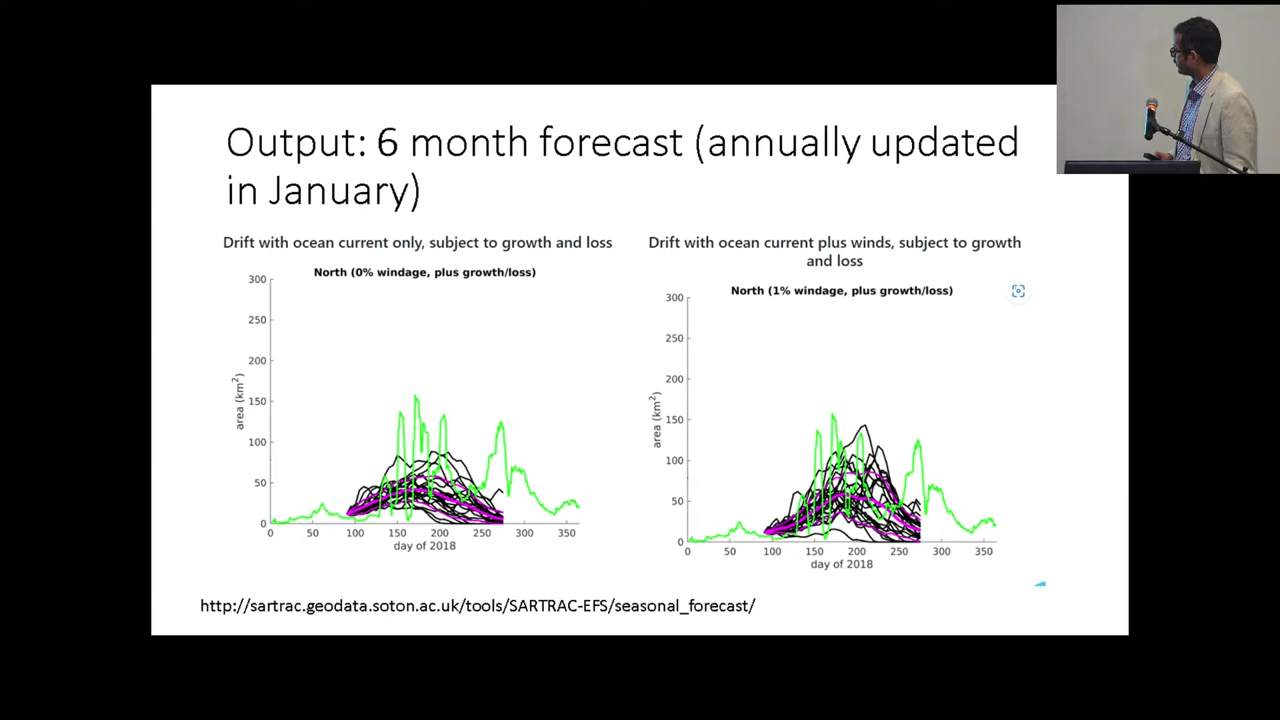 Output: 6 month forecast (annually updated
in January)
Drift with ocean current only, subject to growth and loss
North (0% windage, plus growth/loss)
300
250
200
150
100
50
0
area (km²)
0 50 100 150 200 250 300 350
day of 2018
Drift with ocean current plus winds, subject to growth
and loss
North (1% windage, plus growth/loss)
300
250
200
150
100
50
0
area (km²)
0 50 100 150 200 250 300 350
day of 2018
http://sartrac.geodata.soton.ac.uk/tools/SARTRAC-EFS/seasonal_forecast/